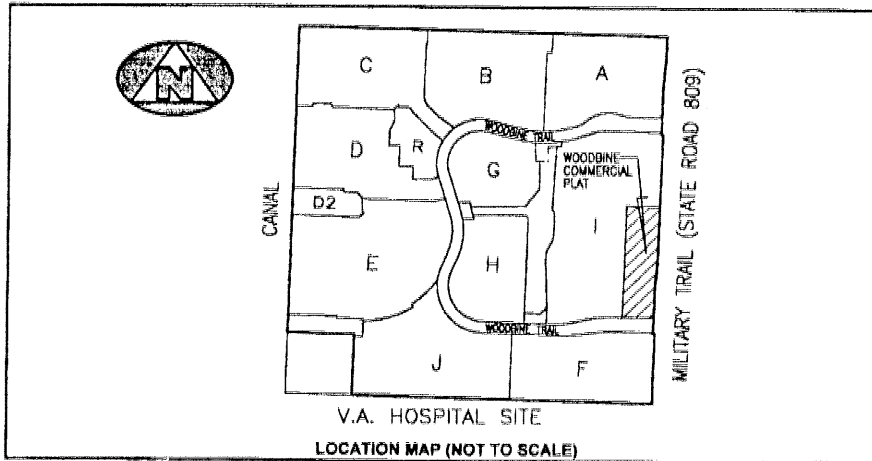 N
C
B
A
WOODBINE TRAIL
D
R
G
WOODBINE
COMMERCIAL
PLAT
D2
CANAL
E
H
I
MILITARY TRAIL (STATE ROAD 809)
WOODBINE TRAIL
J
F
V.A. HOSPITAL SITE
LOCATION MAP (NOT TO SCALE)